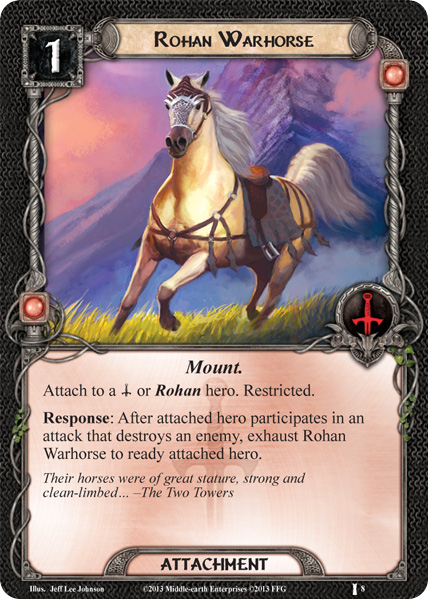 1
Rohan Warhorse
Mount.
Attach to a or Rohan hero. Restricted.
Response: After attached hero participates in an
attack that destroys an enemy, exhaust Rohan
Warhorse to ready attached hero.
Their horses were of great stature, strong and
clean-limbed… –The Two Towers
ATTACHMENT
Illus. Jeff Lee Johnson ©2013 Middle-earth Enterprises ©2013 FFG 8